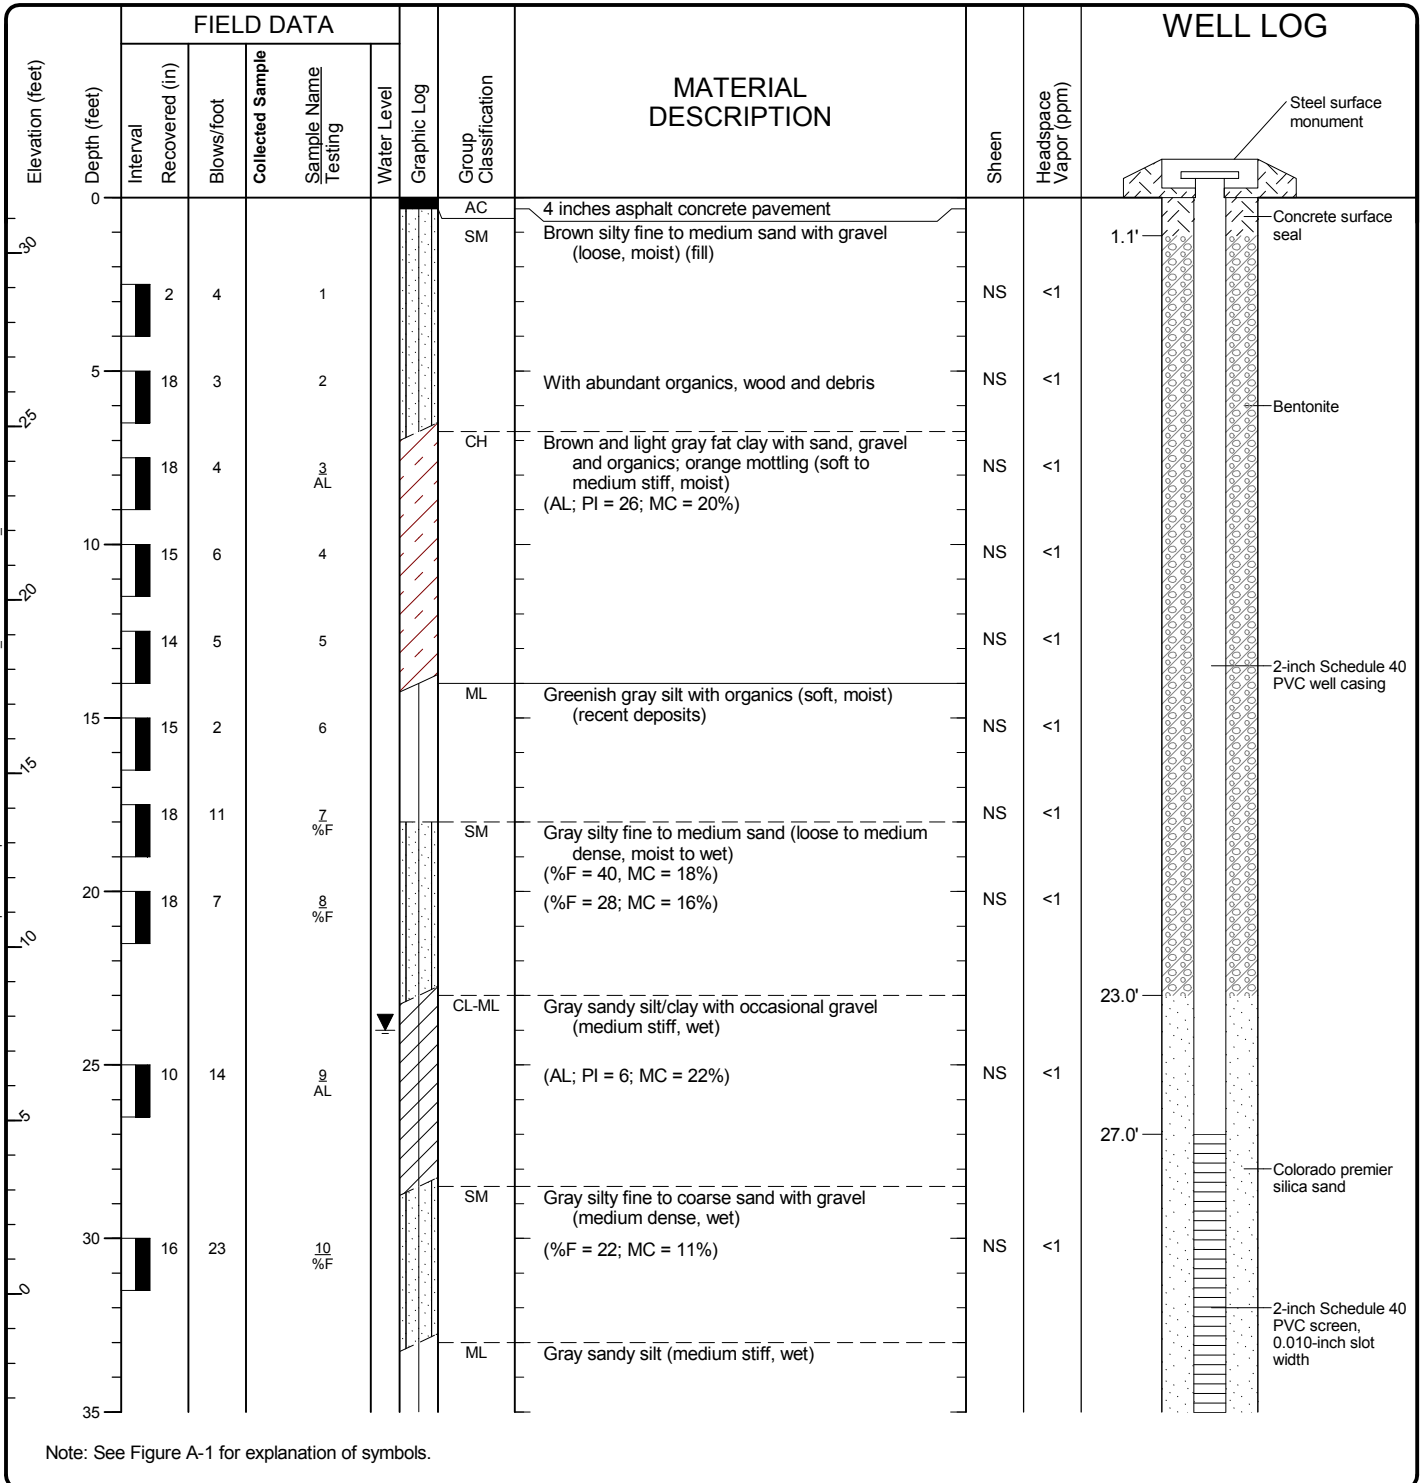 FIELD DATA
WELL LOG
Elevation (feet)
Depth (feet)
Interval
Recovered (in)
Blows/foot
Collected Sample
Sample Name
Testing
Water Level
Graphic Log
Group
Classification
MATERIAL
DESCRIPTION
Sheen
Headspace
Vapor (ppm)
Steel surface
monument
0
AC
4 inches asphalt concrete pavement
Concrete surface
seal
SM
Brown silty fine to medium sand with gravel
(loose, moist) (fill)
1.1'
30
2 4 1
NS <1
5
18 3 2
With abundant organics, wood and debris
NS <1
Bentonite
25
CH
Brown and light gray fat clay with sand, gravel
and organics; orange mottling (soft to
medium stiff, moist)
(AL; PI = 26; MC = 20%)
18 4 3
AL
NS <1
10
15 6 4
NS <1
20
14 5 5
NS <1
2-inch Schedule 40
PVC well casing
ML
Greenish gray silt with organics (soft, moist)
(recent deposits)
15
15 2 6
NS <1
15
18 11 7
%F
NS <1
SM
Gray silty fine to medium sand (loose to medium
dense, moist to wet)
(%F = 40, MC = 18%)
20
18 7 8
%F
(%F = 28; MC = 16%)
NS <1
10
23.0'
CL-ML
Gray sandy silt/clay with occasional gravel
(medium stiff, wet)
25
10 14 9
AL
(AL; PI = 6; MC = 22%)
NS <1
5
27.0'
Colorado premier
silica sand
SM
Gray silty fine to coarse sand with gravel
(medium dense, wet)
30
16 23 10
%F
(%F = 22; MC = 11%)
NS <1
0
2-inch Schedule 40
PVC screen,
0.010-inch slot
width
ML
Gray sandy silt (medium stiff, wet)
35
Note: See Figure A-1 for explanation of symbols.